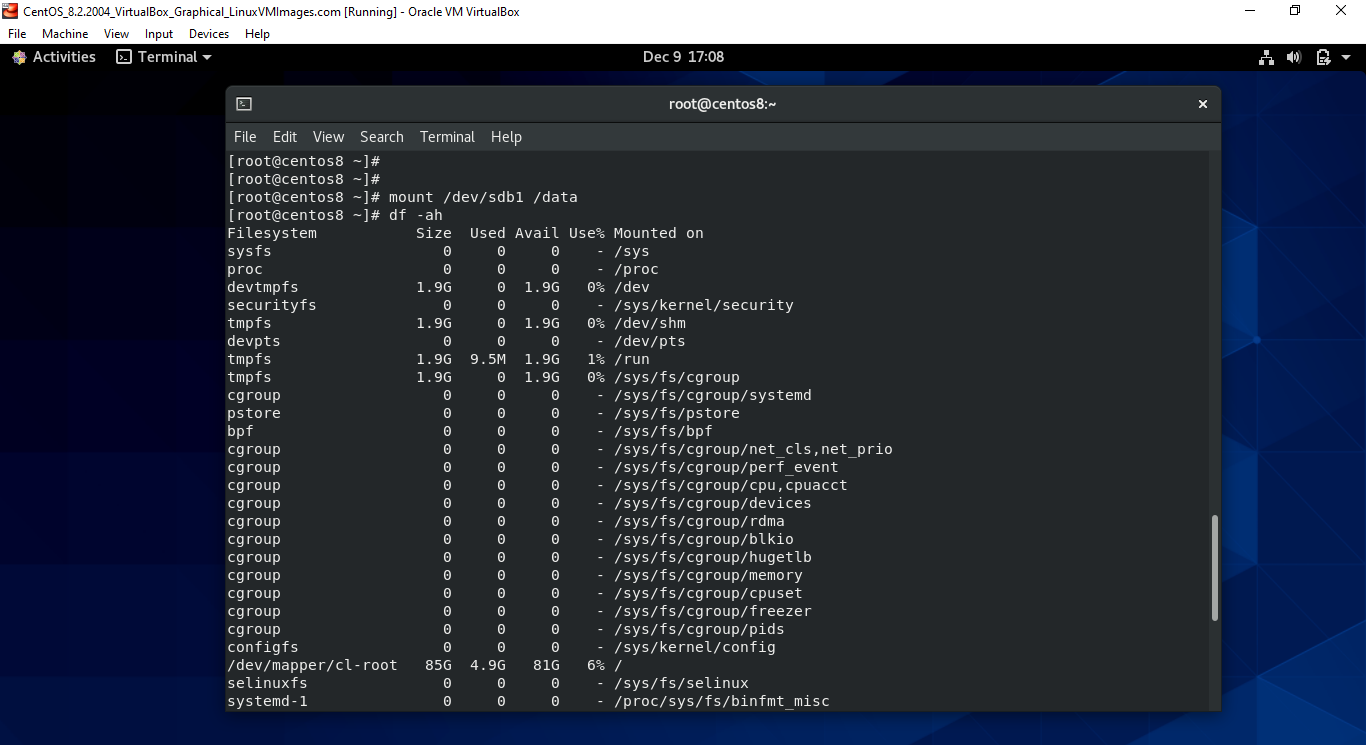 CentOS_8.2.2004_VirtualBox_Graphical_LinuxVMImages.com [Running] - Oracle VM VirtualBox
File Machine View Input Devices Help
Activities Terminal Dec 9 17:08
root@centos8:~
File Edit View Search Terminal Help
[root@centos8 ~]#
[root@centos8 ~]#
[root@centos8 ~]# mount /dev/sdb1 /data
[root@centos8 ~]# df -ah
Filesystem Size Used Avail Use% Mounted on
sysfs 0 0 0 - /sys
proc 0 0 0 - /proc
devtmpfs 1.9G 0 1.9G 0% /dev
securityfs 0 0 0 - /sys/kernel/security
tmpfs 1.9G 0 1.9G 0% /dev/shm
devpts 0 0 0 - /dev/pts
tmpfs 1.9G 9.5M 1.9G 1% /run
tmpfs 1.9G 0 1.9G 0% /sys/fs/cgroup
cgroup 0 0 0 - /sys/fs/cgroup/systemd
pstore 0 0 0 - /sys/fs/pstore
bpf 0 0 0 - /sys/fs/bpf
cgroup 0 0 0 - /sys/fs/cgroup/net_cls,net_prio
cgroup 0 0 0 - /sys/fs/cgroup/perf_event
cgroup 0 0 0 - /sys/fs/cgroup/cpu,cpuacct
cgroup 0 0 0 - /sys/fs/cgroup/devices
cgroup 0 0 0 - /sys/fs/cgroup/rdma
cgroup 0 0 0 - /sys/fs/cgroup/blkio
cgroup 0 0 0 - /sys/fs/cgroup/hugetlb
cgroup 0 0 0 - /sys/fs/cgroup/memory
cgroup 0 0 0 - /sys/fs/cgroup/cpuset
cgroup 0 0 0 - /sys/fs/cgroup/freezer
cgroup 0 0 0 - /sys/fs/cgroup/pids
configfs 0 0 0 - /sys/kernel/config
/dev/mapper/cl-root 85G 4.9G 81G 6% /
selinuxfs 0 0 0 - /sys/fs/selinux
systemd-1 0 0 0 - /proc/sys/fs/binfmt_misc